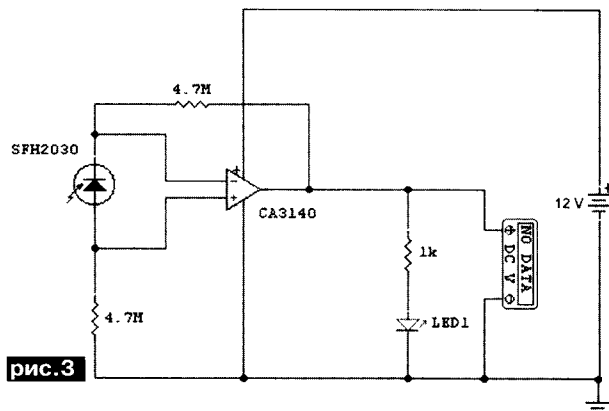 4.7M
SFH2030
+
−
+
CA3140
+
12 V
NO DATA
DC V
1k
LED1
4.7M
рис.3